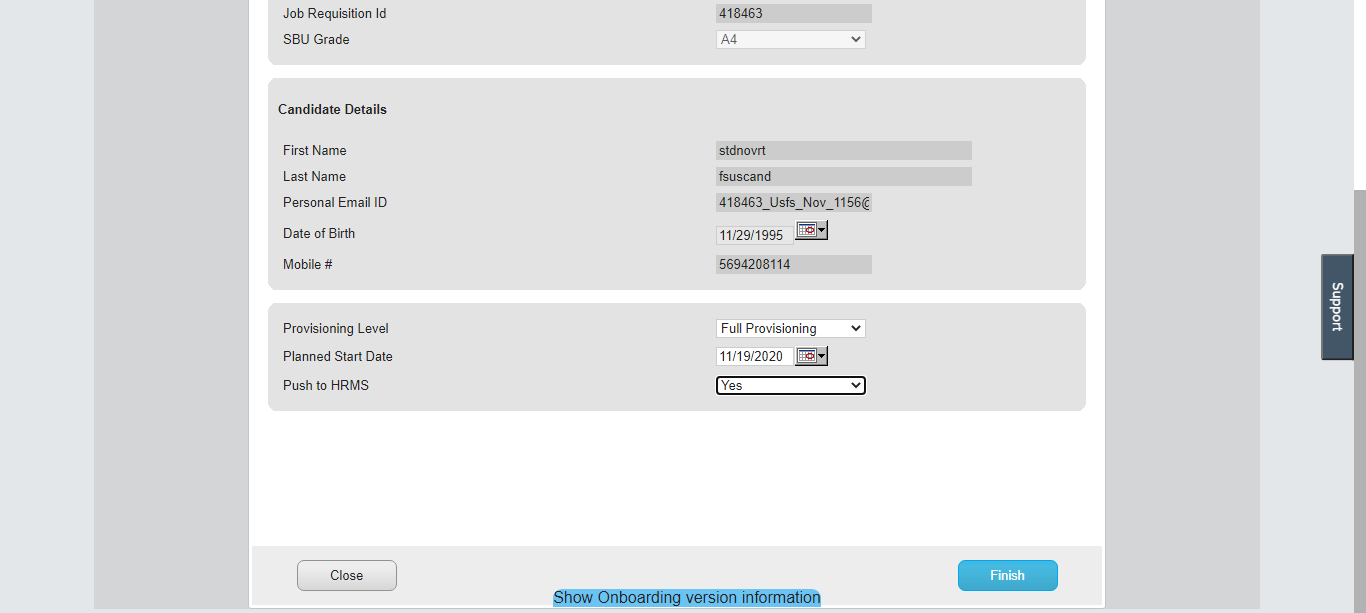 Job Requisition Id 418463
SBU Grade A4
Candidate Details
First Name stdnovrt
Last Name fsuscand
Personal Email ID 418463_Usfs_Nov_1156@
Date of Birth 11/29/1995
Mobile # 5694208114
Provisioning Level Full Provisioning
Planned Start Date 11/19/2020
Push to HRMS Yes
Support
Close Finish
Show Onboarding version information